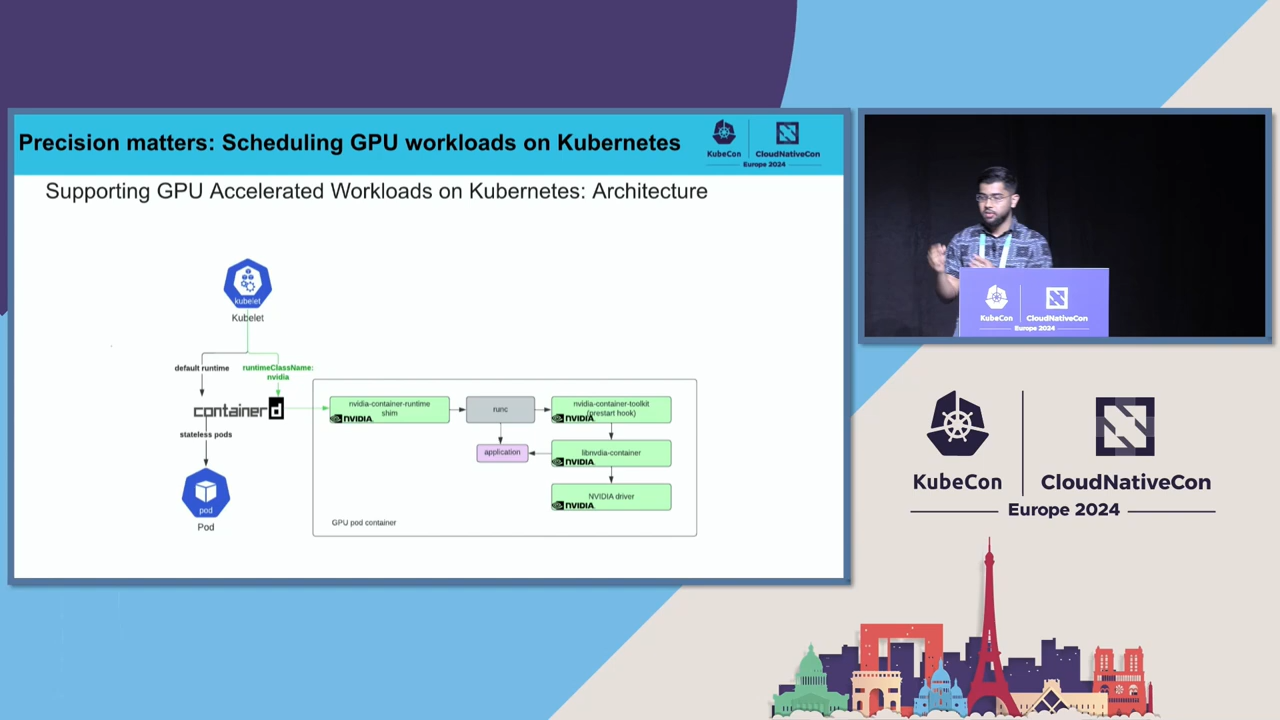 Precision matters: Scheduling GPU workloads on Kubernetes
KubeCon
CloudNativeCon
Europe 2024
Supporting GPU Accelerated Workloads on Kubernetes: Architecture
kubelet
Kubelet
default runtime
runtimeClassName:
nvidia
containerd
stateless pods
pod
Pod
nvidia-container-runtime
shim
NVIDIA
runc
nvidia-container-toolkit
(prestart hook)
NVIDIA
application
libnvdia-container
NVIDIA
NVIDIA driver
NVIDIA
GPU pod container
KubeCon
CloudNativeCon
Europe 2024
KubeCon
CloudNativeCon
Europe 2024